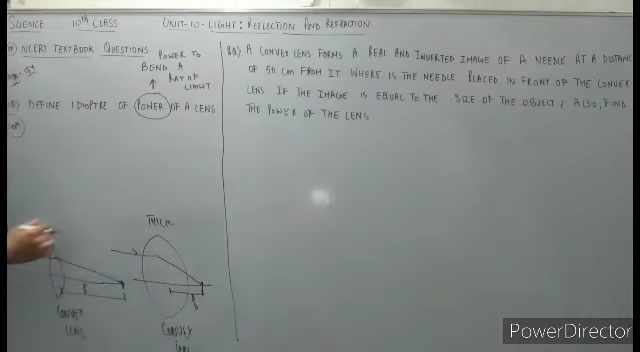 SCIENCE 10TH CLASS UNIT-10-LIGHT: REFLECTION AND REFRACTION
NCERT TEXTBOOK QUESTIONS
POWER TO
BEND A
RAY OF
LIGHT
DEFINE 1 DIOPTRE OF POWER OF A LENS
THICK
CONVEX
LENS
CONVEX
A CONVEX LENS FORMS A REAL AND INVERTED IMAGE OF A NEEDLE AT A DISTANC
OF 50 cm FROM IT WHERE IS THE NEEDLE PLACED IN FRONT OF THE CONVEX
LENS IF THE IMAGE IS EQUAL TO THE SIZE OF THE OBJECT? ALSO, FIND
THE POWER OF THE LENS
PowerDirector